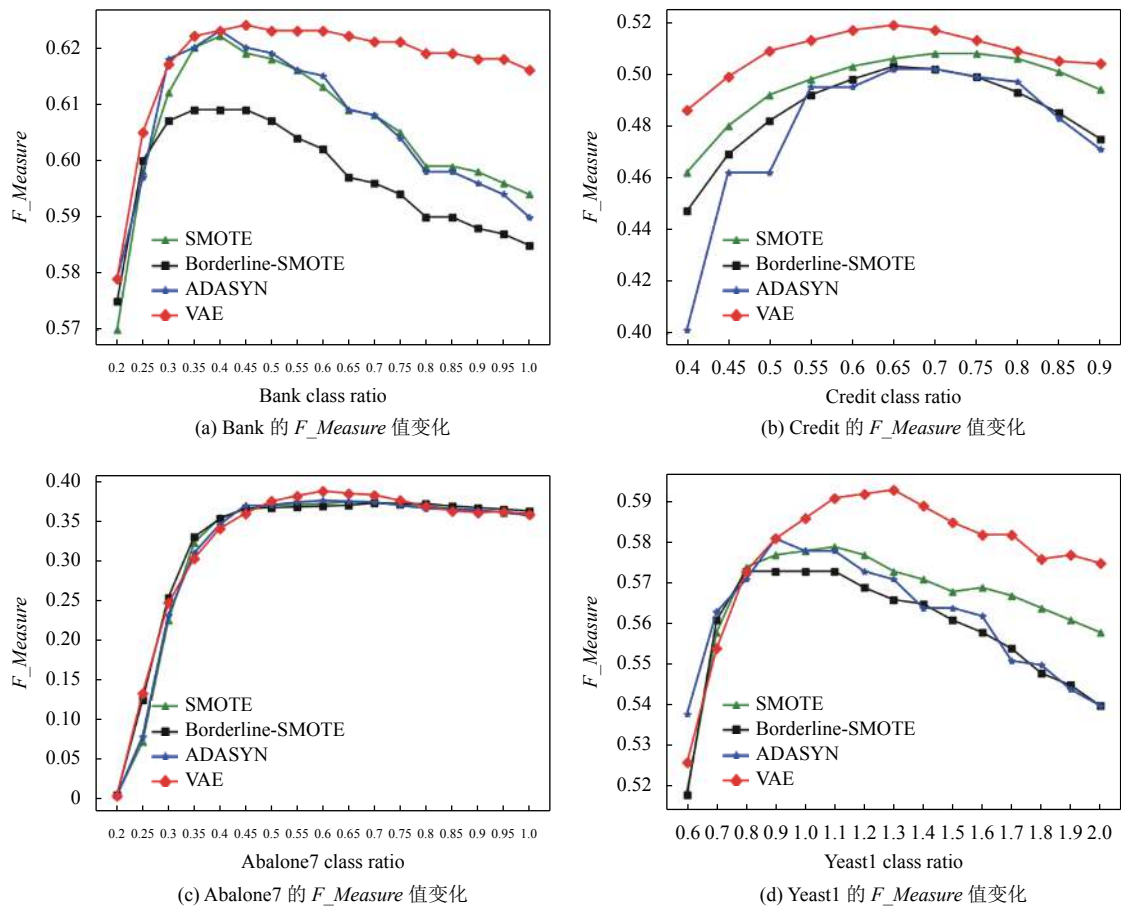 F_Measure
0.62
0.61
0.60
0.59
0.58
0.57
SMOTE
Borderline-SMOTE
ADASYN
VAE
0.2 0.25 0.3 0.35 0.4 0.45 0.5 0.55 0.6 0.65 0.7 0.75 0.8 0.85 0.9 0.95 1.0
Bank class ratio
(a) Bank 的 F_Measure 值变化
F_Measure
0.52
0.50
0.48
0.46
0.44
0.42
0.40
SMOTE
Borderline-SMOTE
ADASYN
VAE
0.4 0.45 0.5 0.55 0.6 0.65 0.7 0.75 0.8 0.85 0.9
Credit class ratio
(b) Credit 的 F_Measure 值变化
F_Measure
0.40
0.35
0.30
0.25
0.20
0.15
0.10
0.05
0
SMOTE
Borderline-SMOTE
ADASYN
VAE
0.2 0.25 0.3 0.35 0.4 0.45 0.5 0.55 0.6 0.65 0.7 0.75 0.8 0.85 0.9 0.95 1.0
Abalone7 class ratio
(c) Abalone7 的 F_Measure 值变化
F_Measure
0.59
0.58
0.57
0.56
0.55
0.54
0.53
0.52
SMOTE
Borderline-SMOTE
ADASYN
VAE
0.6 0.7 0.8 0.9 1.0 1.1 1.2 1.3 1.4 1.5 1.6 1.7 1.8 1.9 2.0
Yeast1 class ratio
(d) Yeast1 的 F_Measure 值变化